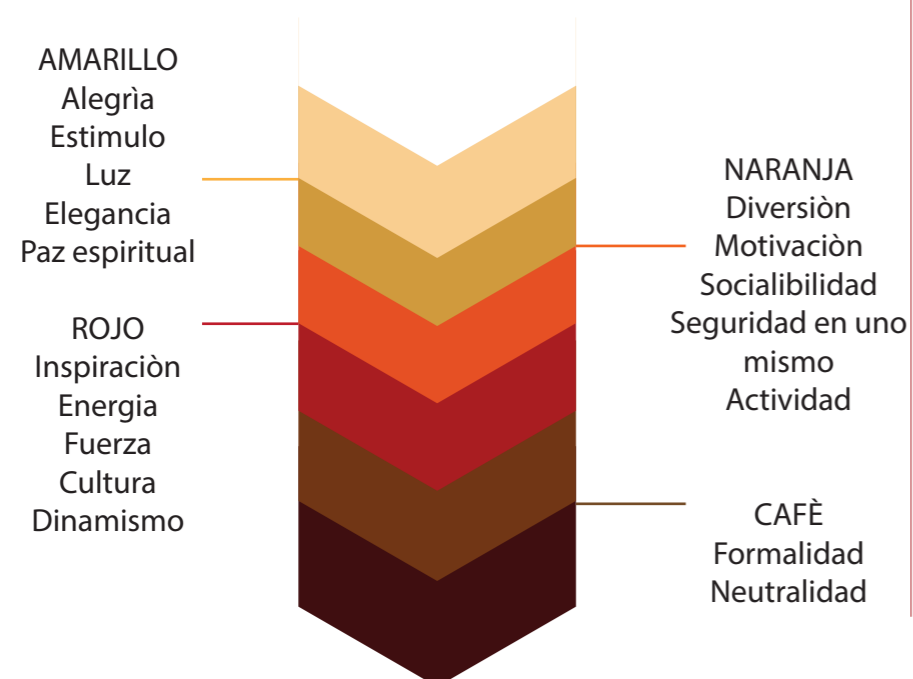 AMARILLO
Alegrìa
Estimulo
Luz
Elegancia
Paz espiritual
ROJO
Inspiraciòn
Energia
Fuerza
Cultura
Dinamismo
NARANJA
Diversiòn
Motivaciòn
Socialibilidad
Seguridad en uno
mismo
Actividad
CAFÈ
Formalidad
Neutralidad